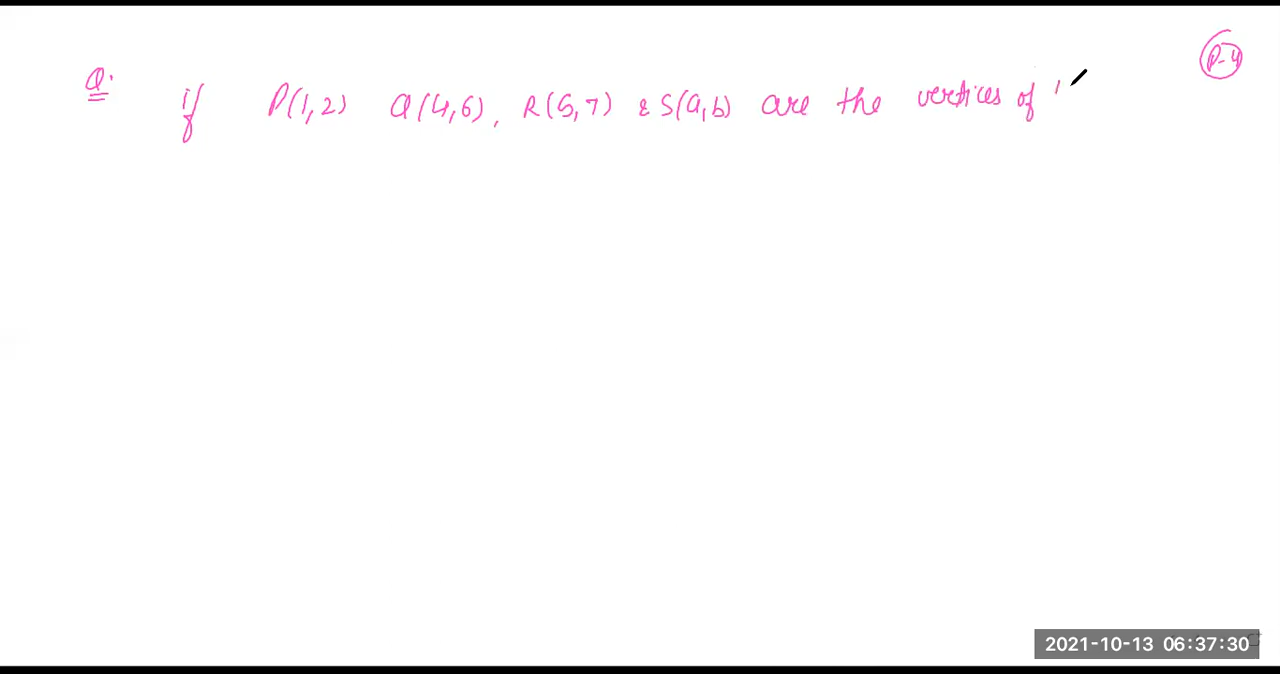 P-4
Q. if P(1,2) Q(4,6), R(5,7) & S(a,b) are the vertices of
2021-10-13 06:37:30